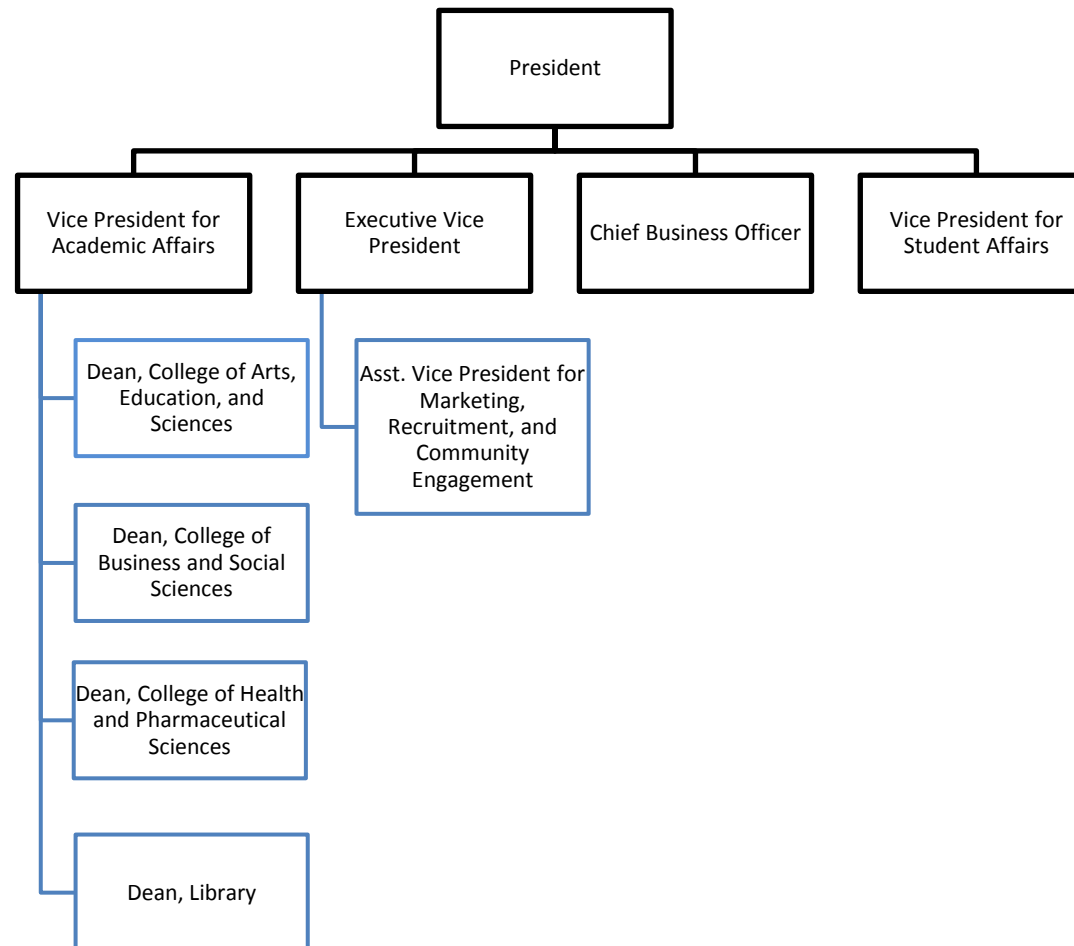 President
Vice President for
Academic Affairs
Executive Vice
President
Chief Business Officer
Vice President for
Student Affairs
Dean, College of Arts,
Education, and
Sciences
Asst. Vice President for
Marketing,
Recruitment, and
Community
Engagement
Dean, College of
Business and Social
Sciences
Dean, College of Health
and Pharmaceutical
Sciences
Dean, Library